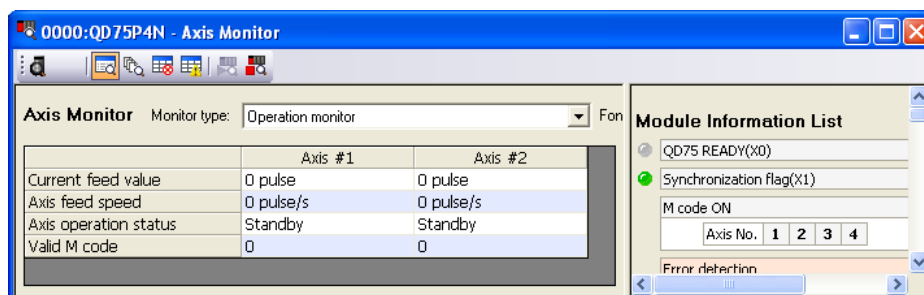 0000:QD75P4N - Axis Monitor
Axis Monitor Monitor type: Operation monitor Fon
Axis #1 Axis #2
Current feed value 0 pulse 0 pulse
Axis feed speed 0 pulse/s 0 pulse/s
Axis operation status Standby Standby
Valid M code 0 0
Module Information List
QD75 READY(X0)
Synchronization flag(X1)
M code ON
Axis No. 1 2 3 4
Error detection